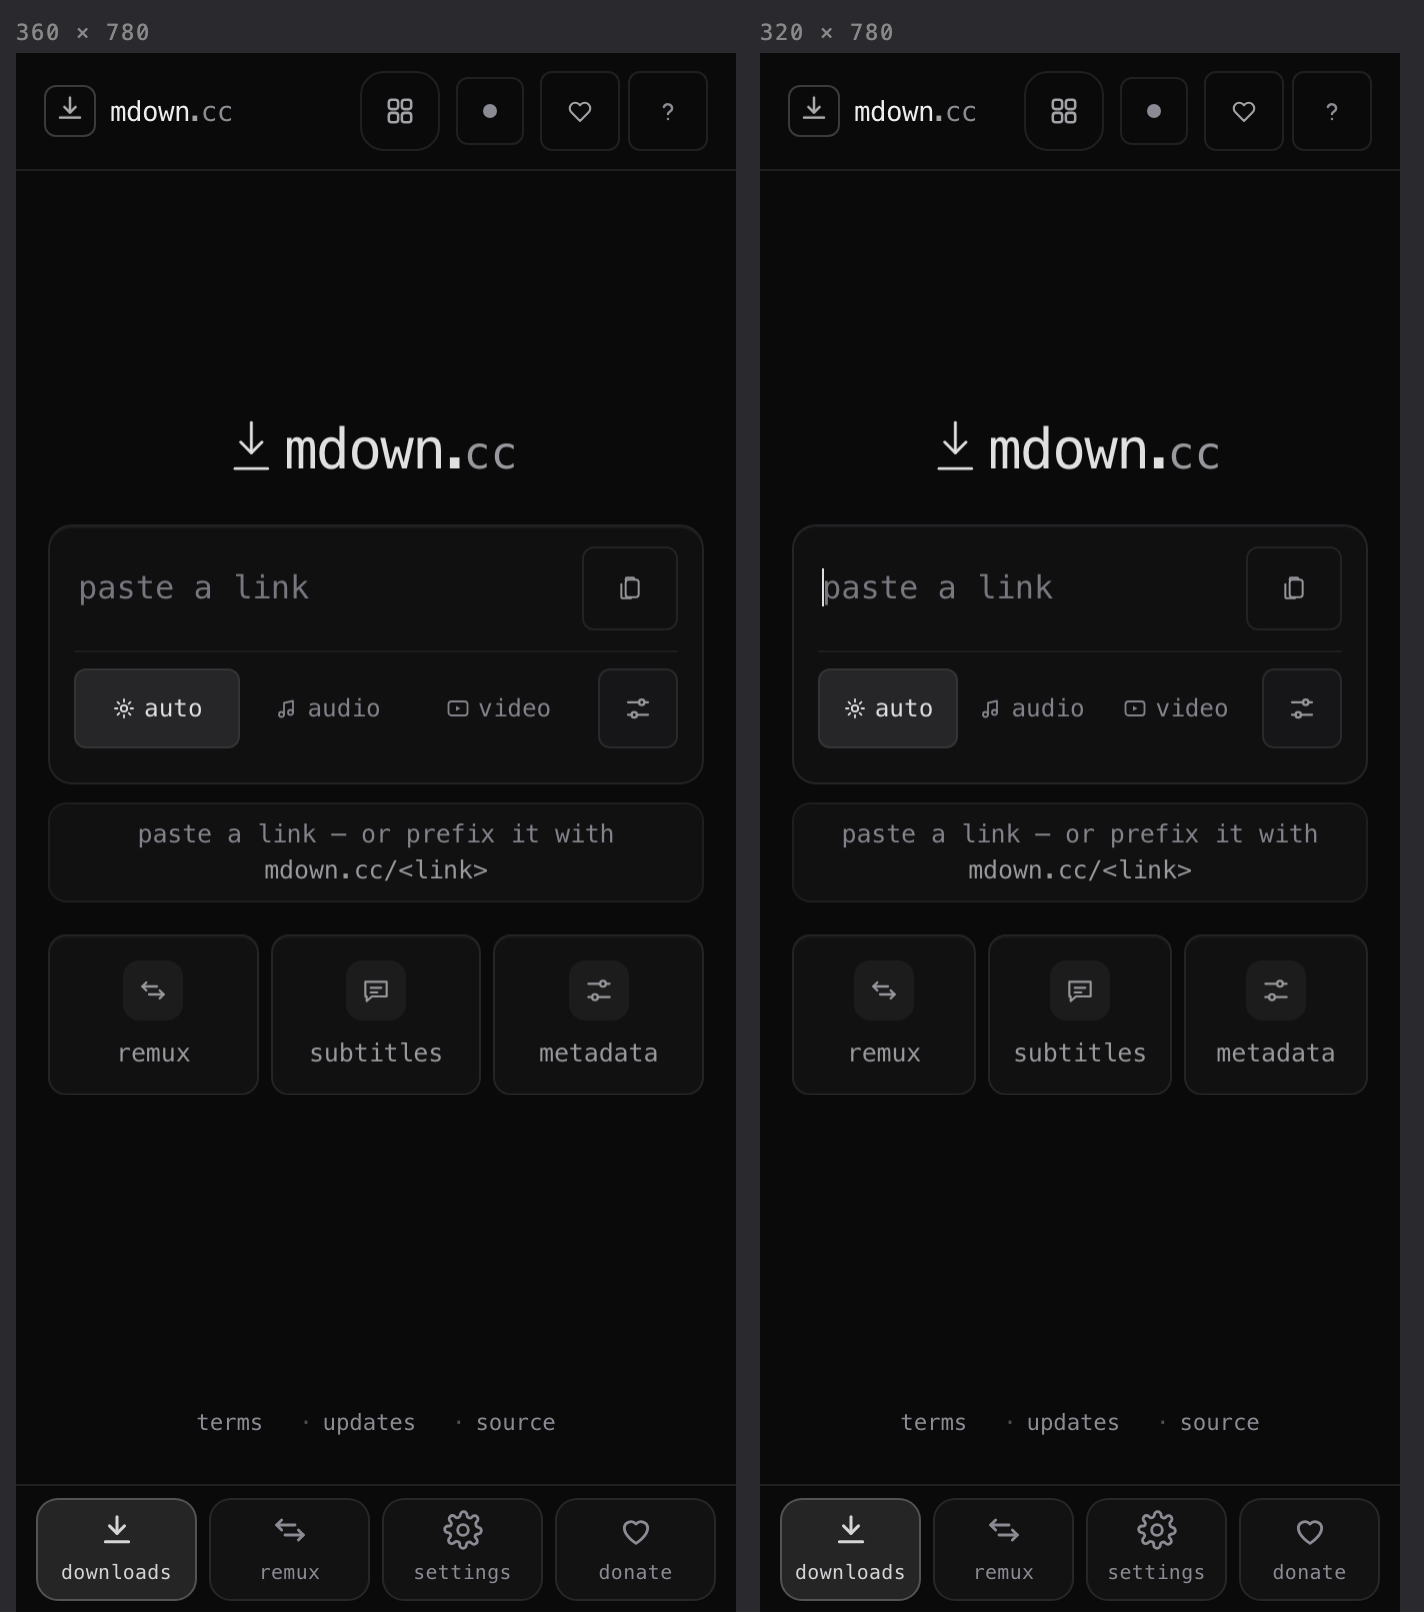 360 × 780
mdown.cc
?
mdown.cc
paste a link
auto audio video
paste a link — or prefix it with
mdown.cc/<link>
remux subtitles metadata
terms · updates · source
downloads remux settings donate
320 × 780
mdown.cc
?
mdown.cc
paste a link
auto audio video
paste a link — or prefix it with
mdown.cc/<link>
remux subtitles metadata
terms · updates · source
downloads remux settings donate